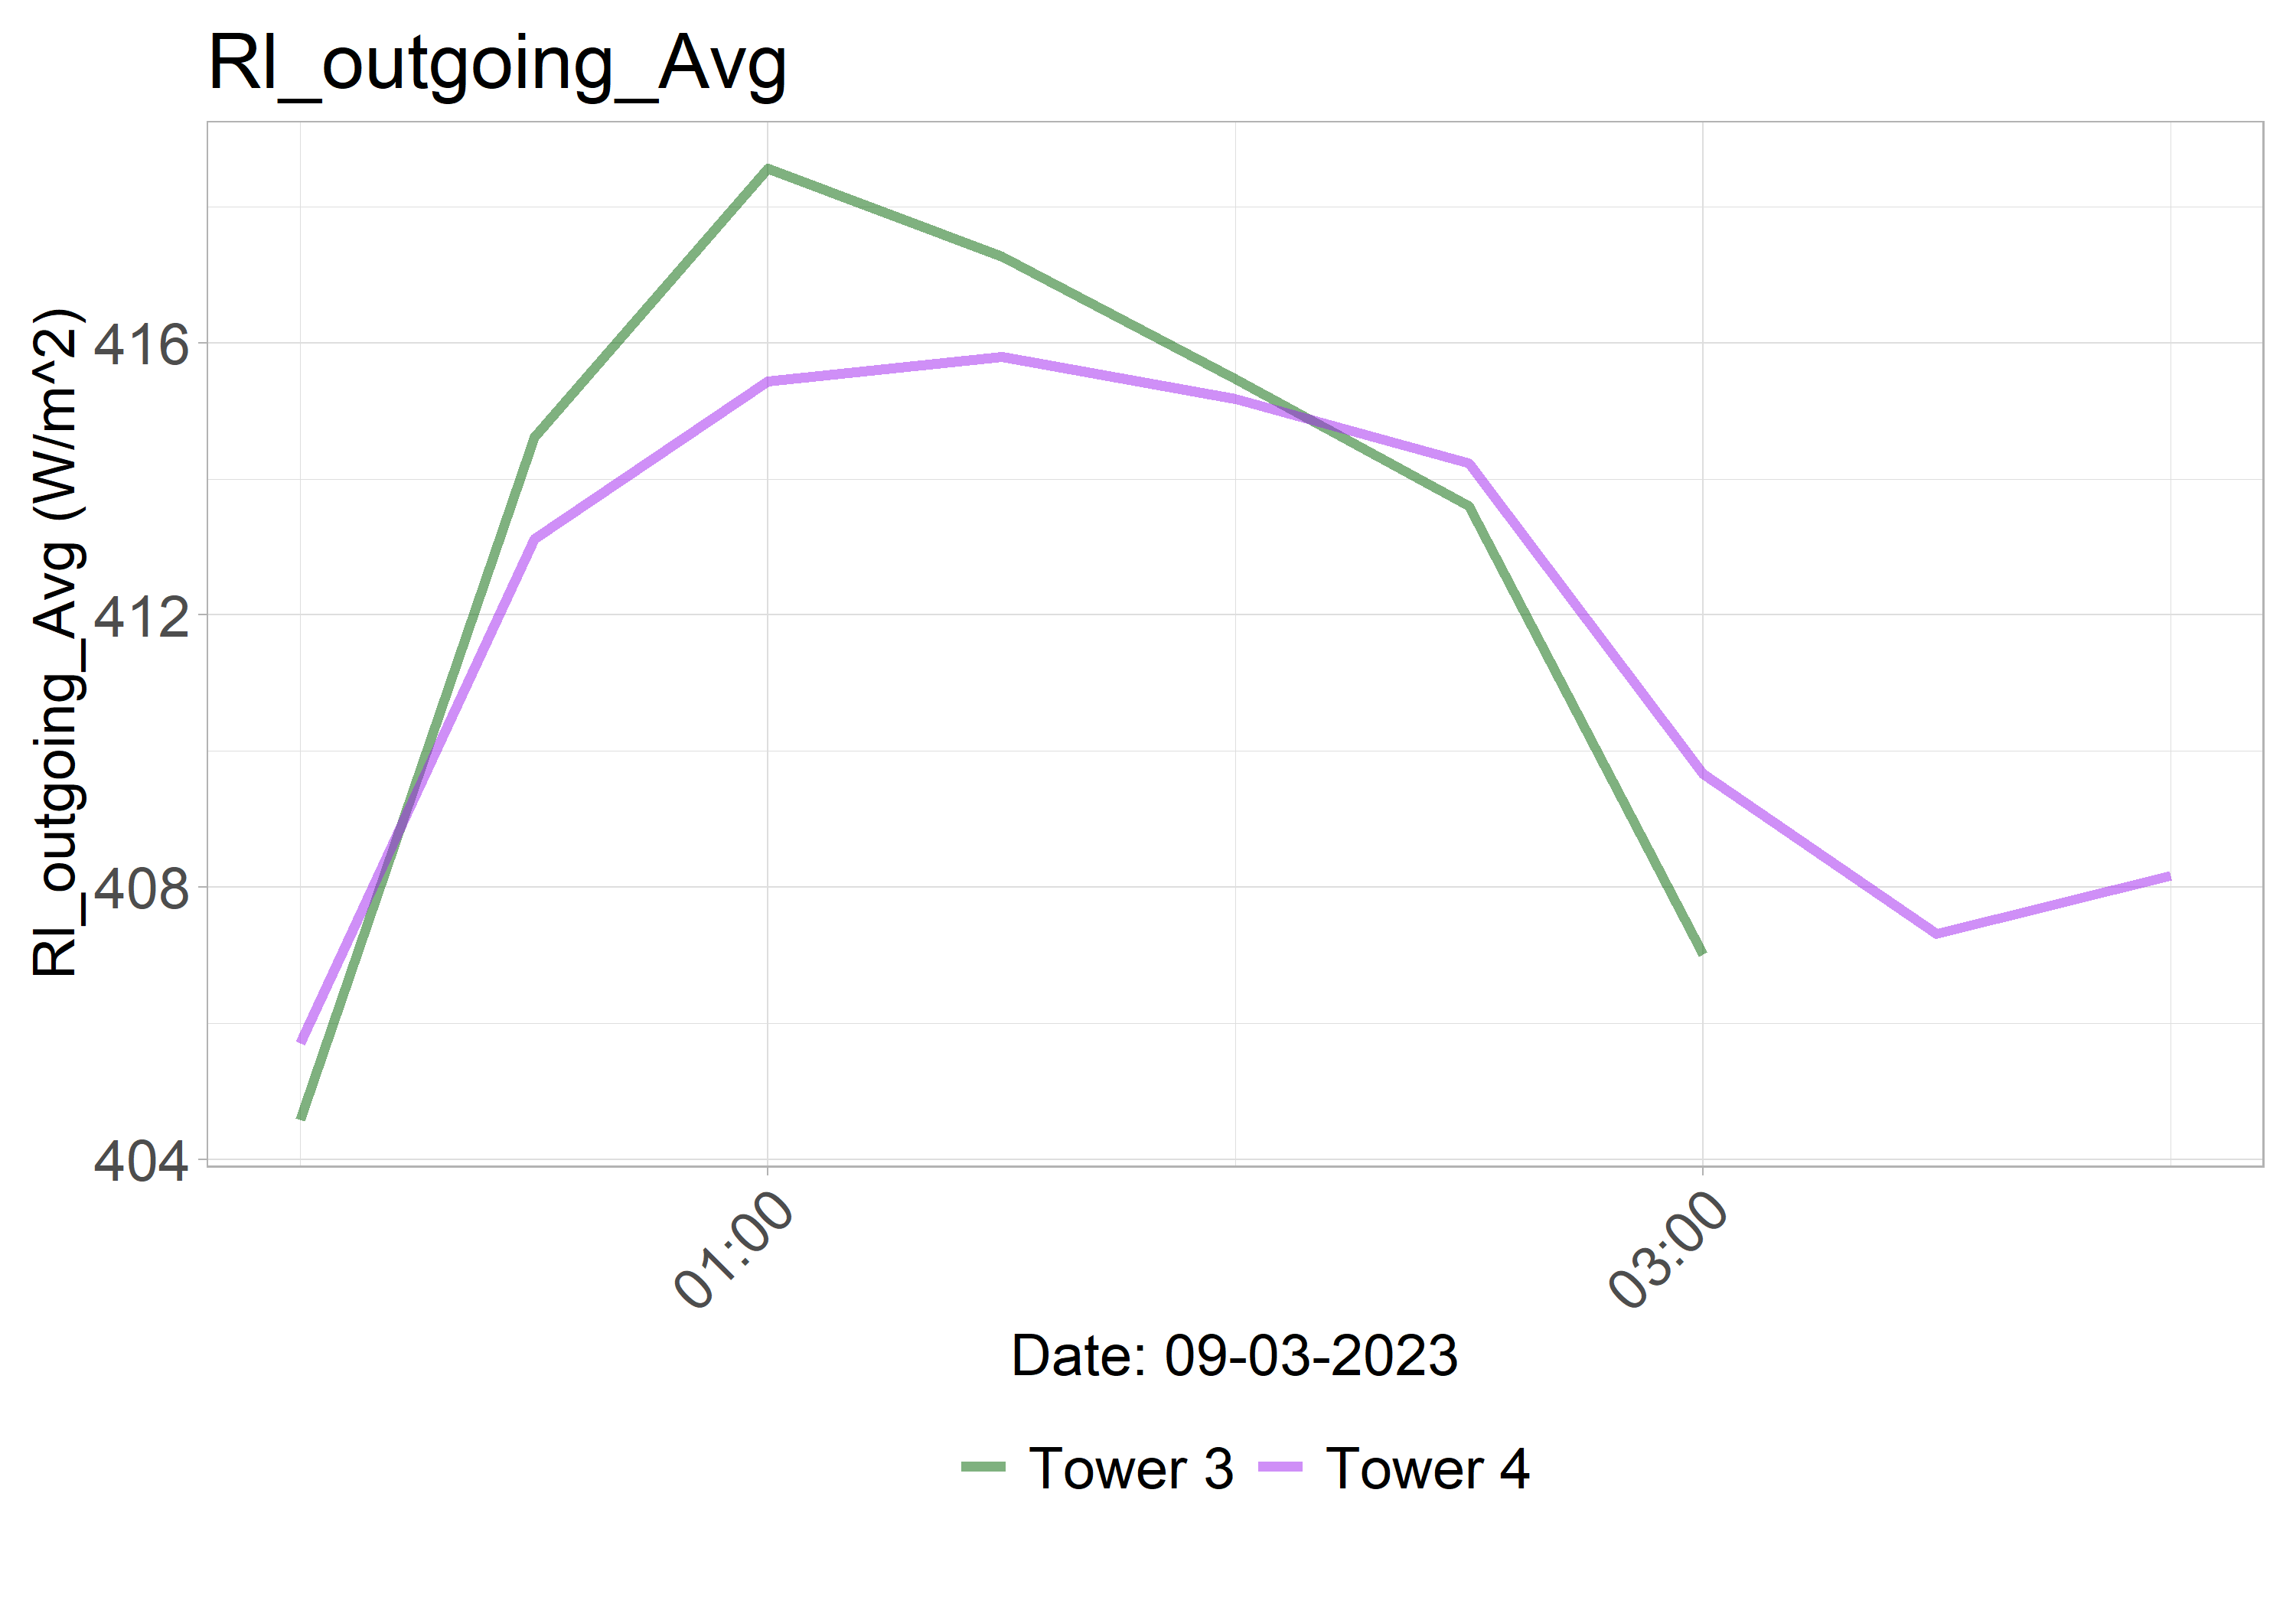 Rl_outgoing_Avg
Rl_outgoing_Avg (W/m^2)
416
412
408
404
01:00
03:00
Date: 09-03-2023
Tower 3
Tower 4